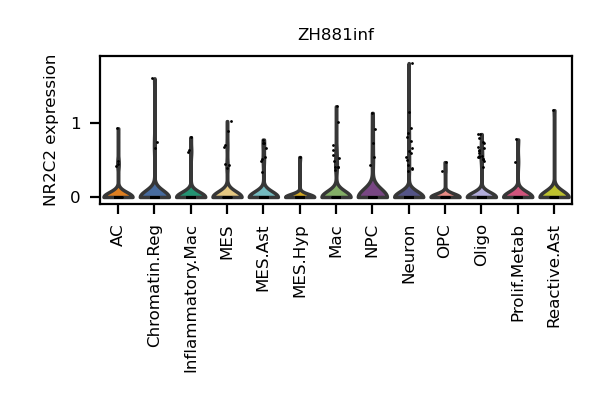 ZH881inf
NR2C2 expression
1
0
AC
Chromatin.Reg
Inflammatory.Mac
MES
MES.Ast
MES.Hyp
Mac
NPC
Neuron
OPC
Oligo
Prolif.Metab
Reactive.Ast